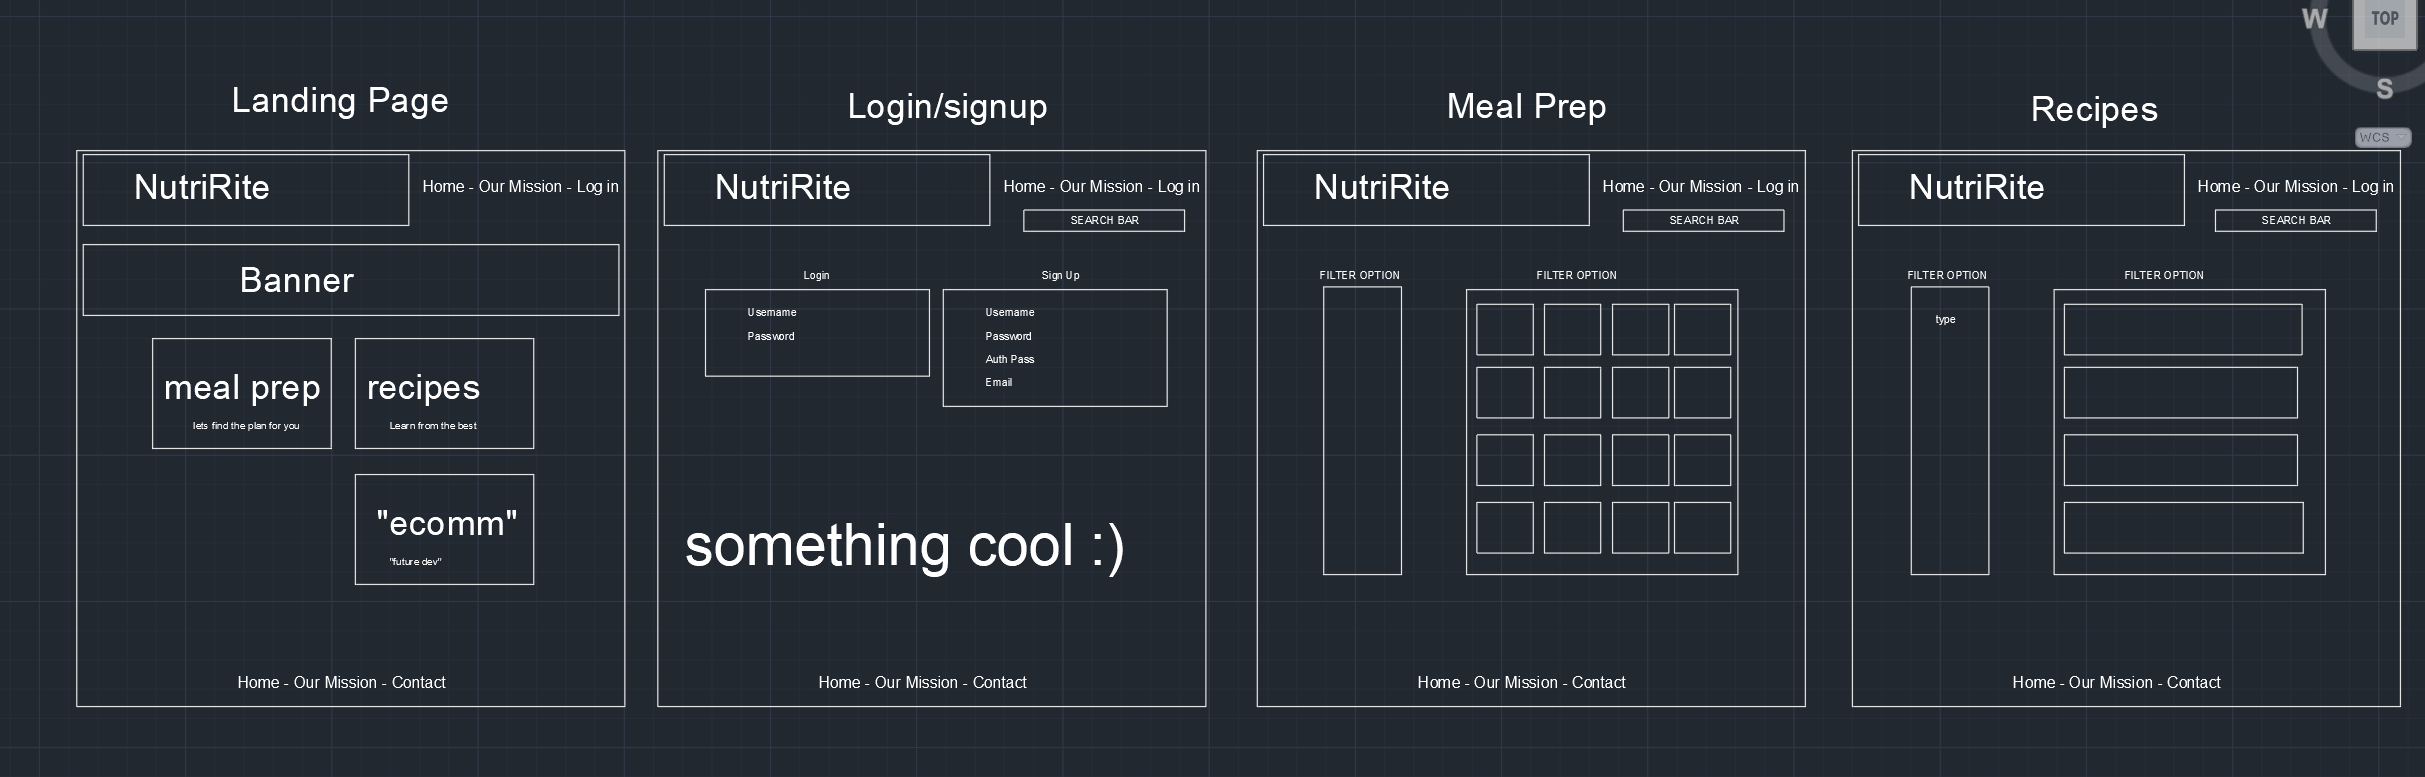 W
TOP
S
WCS
Landing Page
NutriRite
Home - Our Mission - Log in
Banner
meal prep
lets find the plan for you
recipes
Learn from the best
"ecomm"
"future dev"
Home - Our Mission - Contact
Login/signup
NutriRite
Home - Our Mission - Log in
SEARCH BAR
Login
Username
Password
Sign Up
Username
Password
Auth Pass
Email
something cool :)
Home - Our Mission - Contact
Meal Prep
NutriRite
Home - Our Mission - Log in
SEARCH BAR
FILTER OPTION
FILTER OPTION
Home - Our Mission - Contact
Recipes
NutriRite
Home - Our Mission - Log in
SEARCH BAR
FILTER OPTION
type
FILTER OPTION
Home - Our Mission - Contact